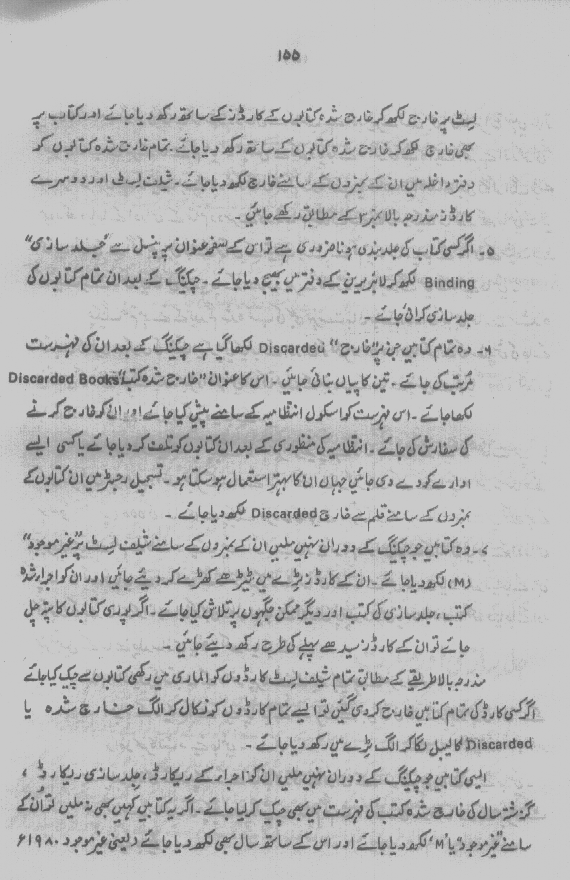 ۱۵۵
لسٹ پر خارج لکھ کر خارج شدہ کتابوں کے کارڈز کے ساتھ رکھ دیا جائے اور کتاب پر
بھی خارج لکھ کر خارج شدہ کتابوں کے ساتھ رکھ دیا جائے۔ تمام خارج شدہ کتابوں کو
دفتر داخلہ میں ان کے نمبروں کے سامنے خارج لکھ دیا جائے۔ شیلف لسٹ اور دوسرے
کارڈز مندرجہ بالا نمبر ۲ کے مطابق رکھے جائیں۔
۵۔ اگر کسی کتاب کی جلد بندی ہونا ضروری ہے تو اس کے صفحہ عنوان پر پنسل سے "جلد سازی"
Binding لکھ کر لائبریرین کے دفتر میں بھیج دیا جائے۔ چیکنگ کے بعد ان تمام کتابوں کی
جلد سازی کرائی جائے۔
۶۔ وہ تمام کتابیں جن پر "خارج" Discarded لکھا گیا ہے چیکنگ کے بعد ان کی فہرست
مرتب کی جائے۔ تین کاپیاں بنائی جائیں۔ اس کا عنوان "خارج شدہ کتب" Discarded Books
لکھا جائے۔ اس فہرست کو اسکول انتظامیہ کے سامنے پیش کیا جائے اور ان کو خارج کرنے
کی سفارش کی جائے۔ انتظامیہ کی منظوری کے بعد ان کتابوں کو تلف کر دیا جائے یا کسی ایسے
ادارے کو دے دی جائیں جہاں ان کا بہتر استعمال ہو سکتا ہو۔ تسجیل رجسٹر میں ان کتابوں کے
نمبروں کے سامنے قلم سے خارج Discarded لکھ دیا جائے۔
۷۔ وہ کتابیں جو چیکنگ کے دوران نہیں ملیں ان کے نمبروں کے سامنے شیلف لسٹ پر "غیر موجود"
(M) لکھ دیا جائے۔ ان کے کارڈز ٹرے میں ٹیڑھے کھڑے کر دیئے جائیں اور ان کو اجرا شدہ
کتب، جلد سازی کی کتب اور دیگر ممکن جگہوں پر تلاش کیا جائے۔ اگر پوری کتابوں کا پتہ چل
جائے تو ان کے کارڈز سیدھے پہلے کی طرح رکھ دیئے جائیں۔
مندرجہ بالا طریقے کے مطابق تمام شیلف لسٹ کارڈوں کو الماری میں رکھی کتابوں سے چیک کیا جائے
اگر کسی کارڈ کی تمام کتابیں خارج کر دی گئیں تو ایسے تمام کارڈوں کو نکال کر الگ خارج شدہ یا
Discarded کا لیبل لگا کر الگ ٹرے میں رکھ دیا جائے۔
ایسی کتابیں جو چیکنگ کے دوران نہیں ملیں ان کو اجرار کے ریکارڈ، جلد سازی ریکارڈ،
گزشتہ سال کی خارج شدہ کتب کی فہرست میں بھی چیک کر لیا جائے۔ اگر یہ کتابیں کہیں بھی نہ ملیں تو ان کے
سامنے "غیر موجود" یا 'M' لکھ دیا جائے اور اس کے ساتھ سال بھی لکھ دیا جائے (یعنی غیر موجود ۱۹۸۰ء